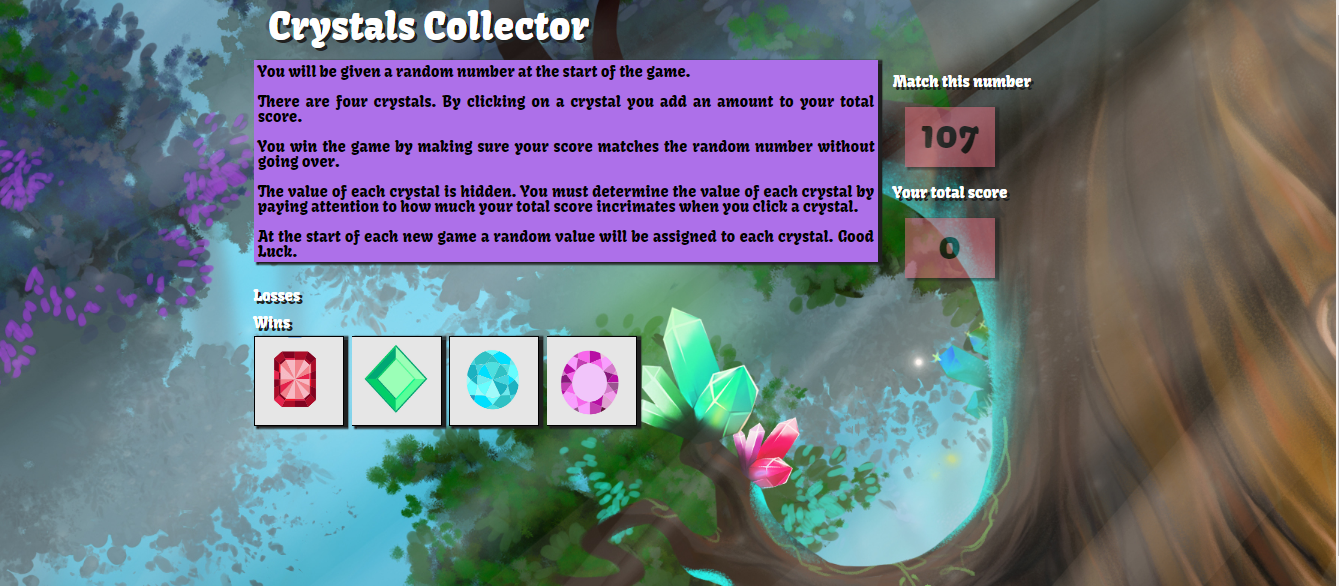 Crystals Collector
You will be given a random number at the start of the game.
There are four crystals. By clicking on a crystal you add an amount to your total
score.
You win the game by making sure your score matches the random number without
going over.
The value of each crystal is hidden. You must determine the value of each crystal by
paying attention to how much your total score incrimates when you click a crystal.
At the start of each new game a random value will be assigned to each crystal. Good
Luck.
Match this number
107
Your total score
0
Losses
Wins